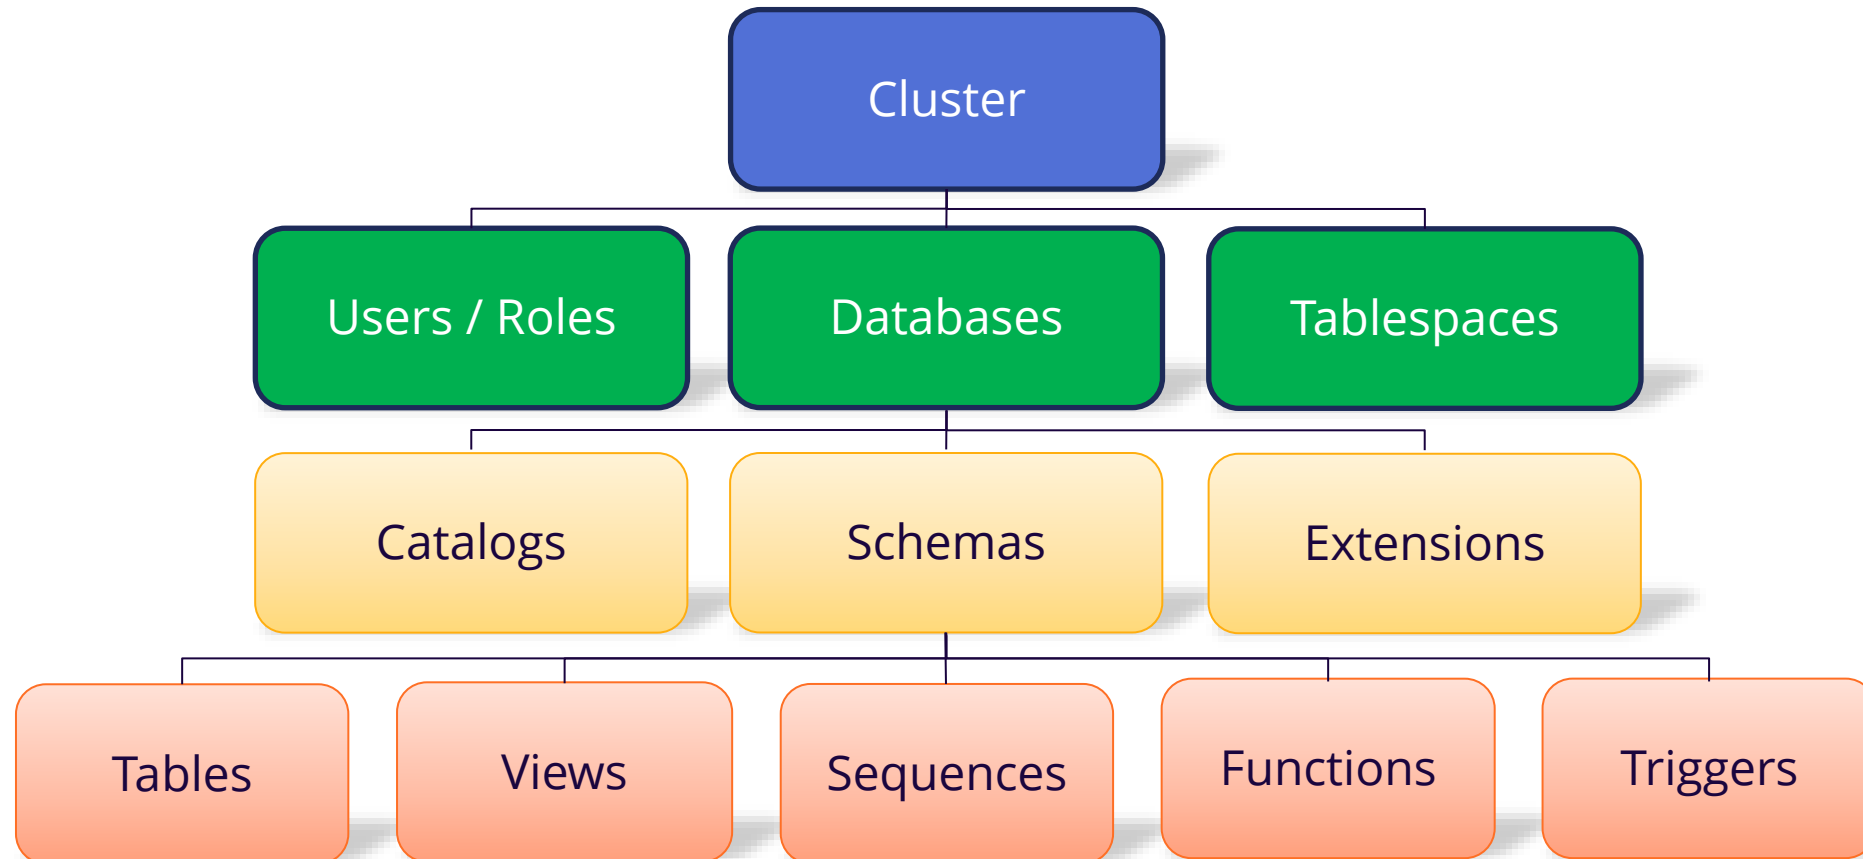 Cluster
Users / Roles
Databases
Tablespaces
Catalogs
Schemas
Extensions
Tables
Views
Sequences
Functions
Triggers